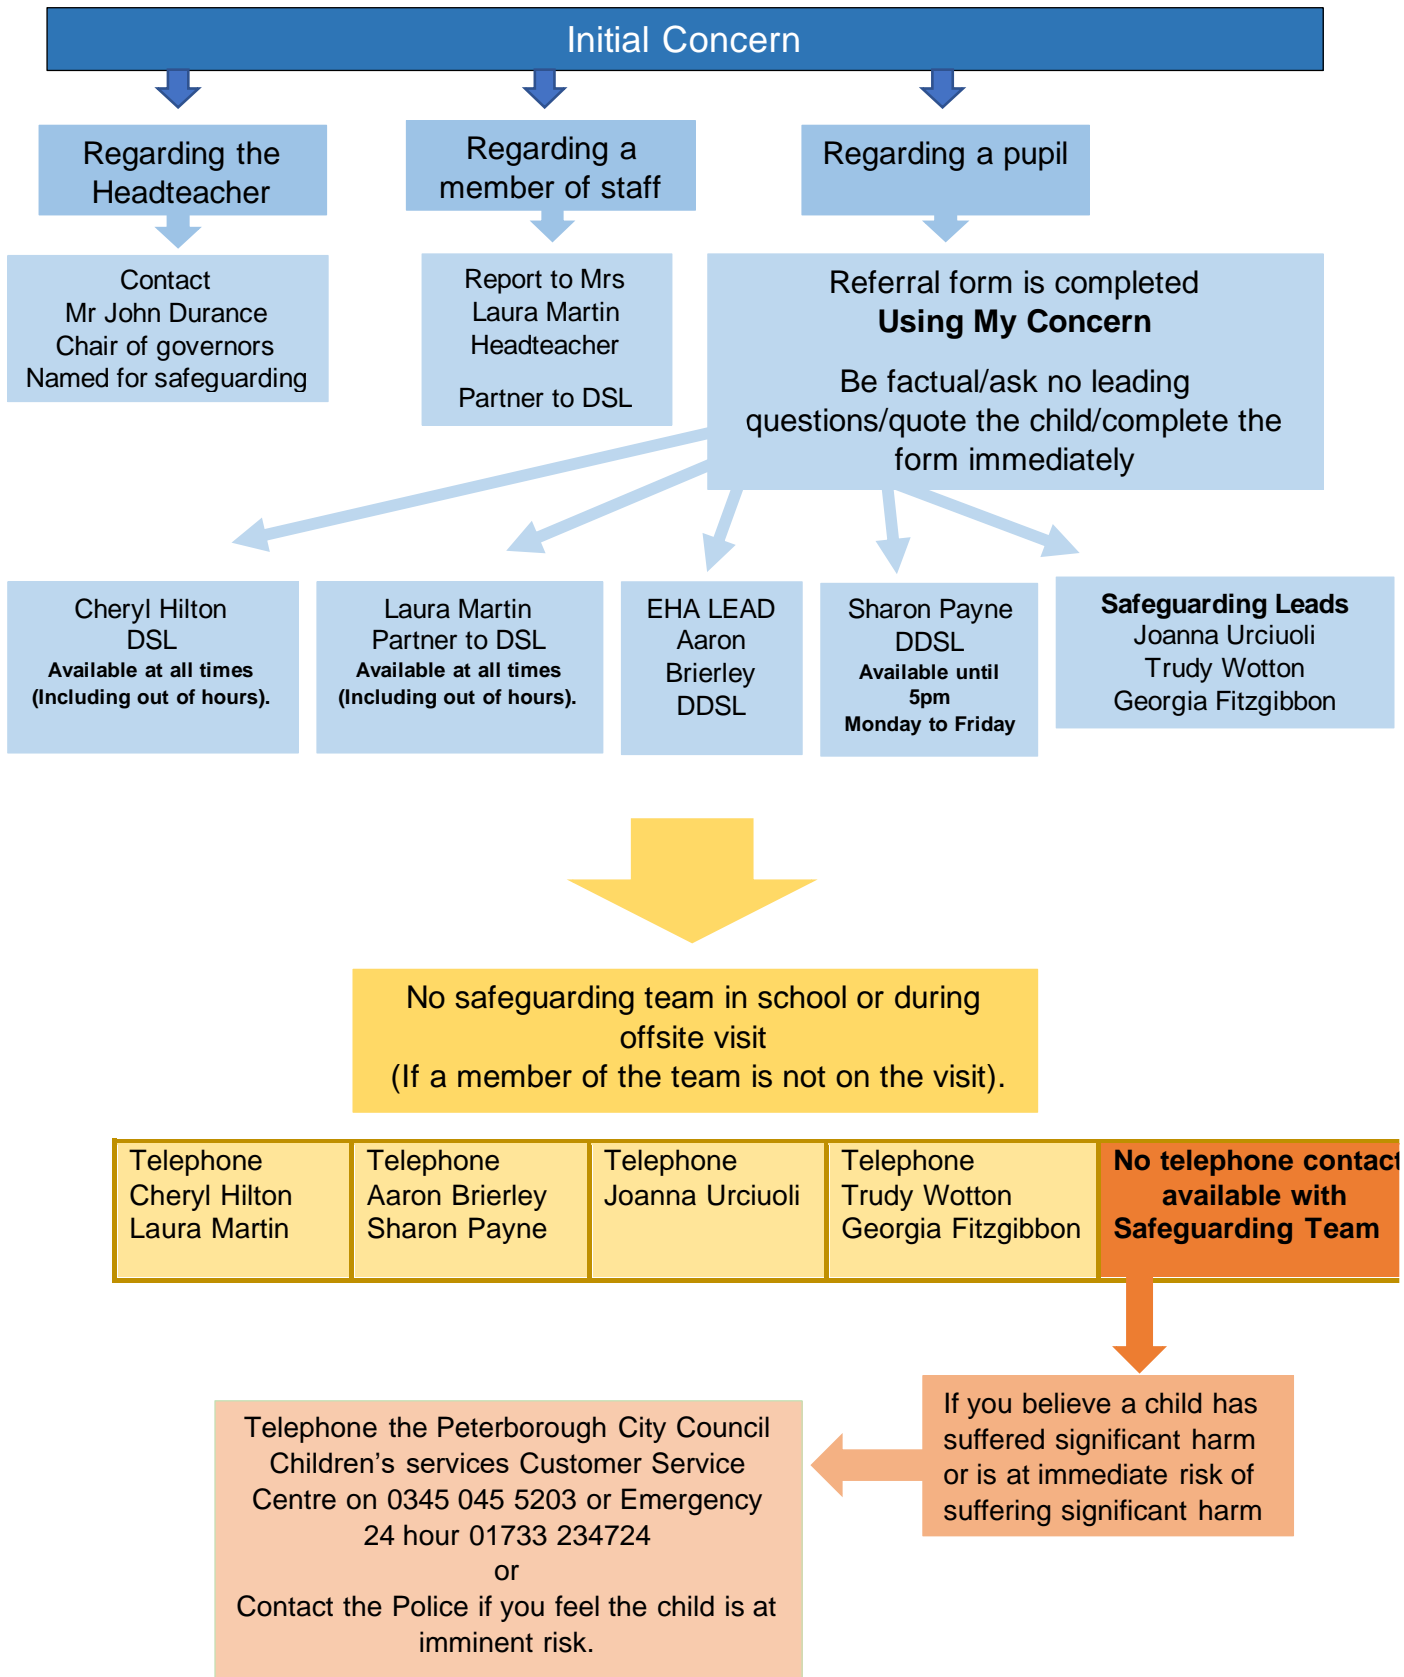 Initial Concern
Regarding the
Headteacher
Regarding a
member of staff
Regarding a pupil
Contact
Mr John Durance
Chair of governors
Named for safeguarding
Report to Mrs
Laura Martin
Headteacher
Partner to DSL
Referral form is completed
Using My Concern
Be factual/ask no leading
questions/quote the child/complete the
form immediately
Cheryl Hilton
DSL
Available at all times
(Including out of hours).
Laura Martin
Partner to DSL
Available at all times
(Including out of hours).
EHA LEAD
Aaron
Brierley
DDSL
Sharon Payne
DDSL
Available until
5pm
Monday to Friday
Safeguarding Leads
Joanna Urciuoli
Trudy Wotton
Georgia Fitzgibbon
No safeguarding team in school or during
offsite visit
(If a member of the team is not on the visit).
Telephone
Cheryl Hilton
Laura Martin
Telephone
Aaron Brierley
Sharon Payne
Telephone
Joanna Urciuoli
Telephone
Trudy Wotton
Georgia Fitzgibbon
No telephone contact
available with
Safeguarding Team
If you believe a child has
suffered significant harm
or is at immediate risk of
suffering significant harm
Telephone the Peterborough City Council
Children’s services Customer Service
Centre on 0345 045 5203 or Emergency
24 hour 01733 234724
or
Contact the Police if you feel the child is at
imminent risk.